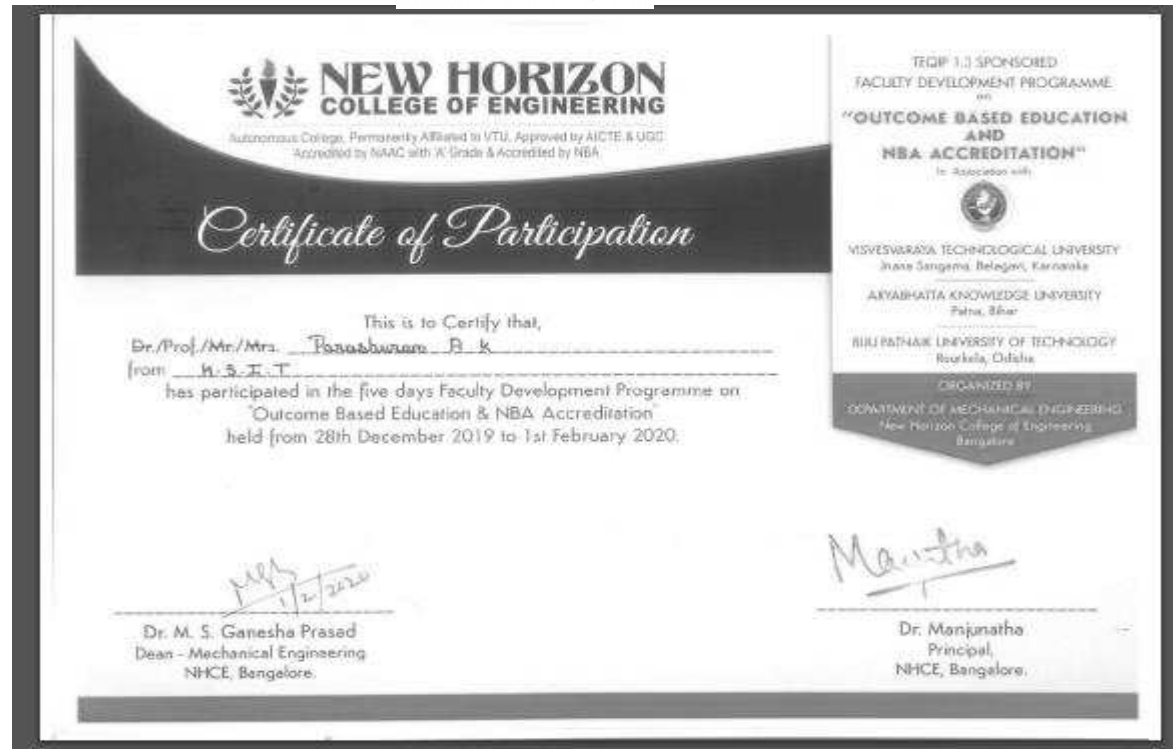 NEW HORIZON
COLLEGE OF ENGINEERING
Autonomous College, Permanently Affiliated to VTU, Approved by AICTE & UGC
Accredited by NAAC with 'A' Grade & Accredited by NBA
Certificate of Participation
This is to Certify that,
Dr./Prof./Mr./Mrs. Parashuram A K
from K.S.I.T
has participated in the five days Faculty Development Programme on
"Outcome Based Education & NBA Accreditation"
held from 28th December 2019 to 1st February 2020.
1/2/2020
Dr. M. S. Ganesha Prasad
Dean - Mechanical Engineering
NHCE, Bangalore.
Manjunatha
Dr. Manjunatha
Principal,
NHCE, Bangalore.
TEQIP 1.3 SPONSORED
FACULTY DEVELOPMENT PROGRAMME
on
"OUTCOME BASED EDUCATION
AND
NBA ACCREDITATION"
In Association with
VISVESVARAYA TECHNOLOGICAL UNIVERSITY
Jnana Sangama, Belagavi, Karnataka
ARYABHATTA KNOWLEDGE UNIVERSITY
Patna, Bihar
BIJU PATNAIK UNIVERSITY OF TECHNOLOGY
Rourkela, Odisha
ORGANIZED BY
DEPARTMENT OF MECHANICAL ENGINEERING
New Horizon College of Engineering
Bangalore